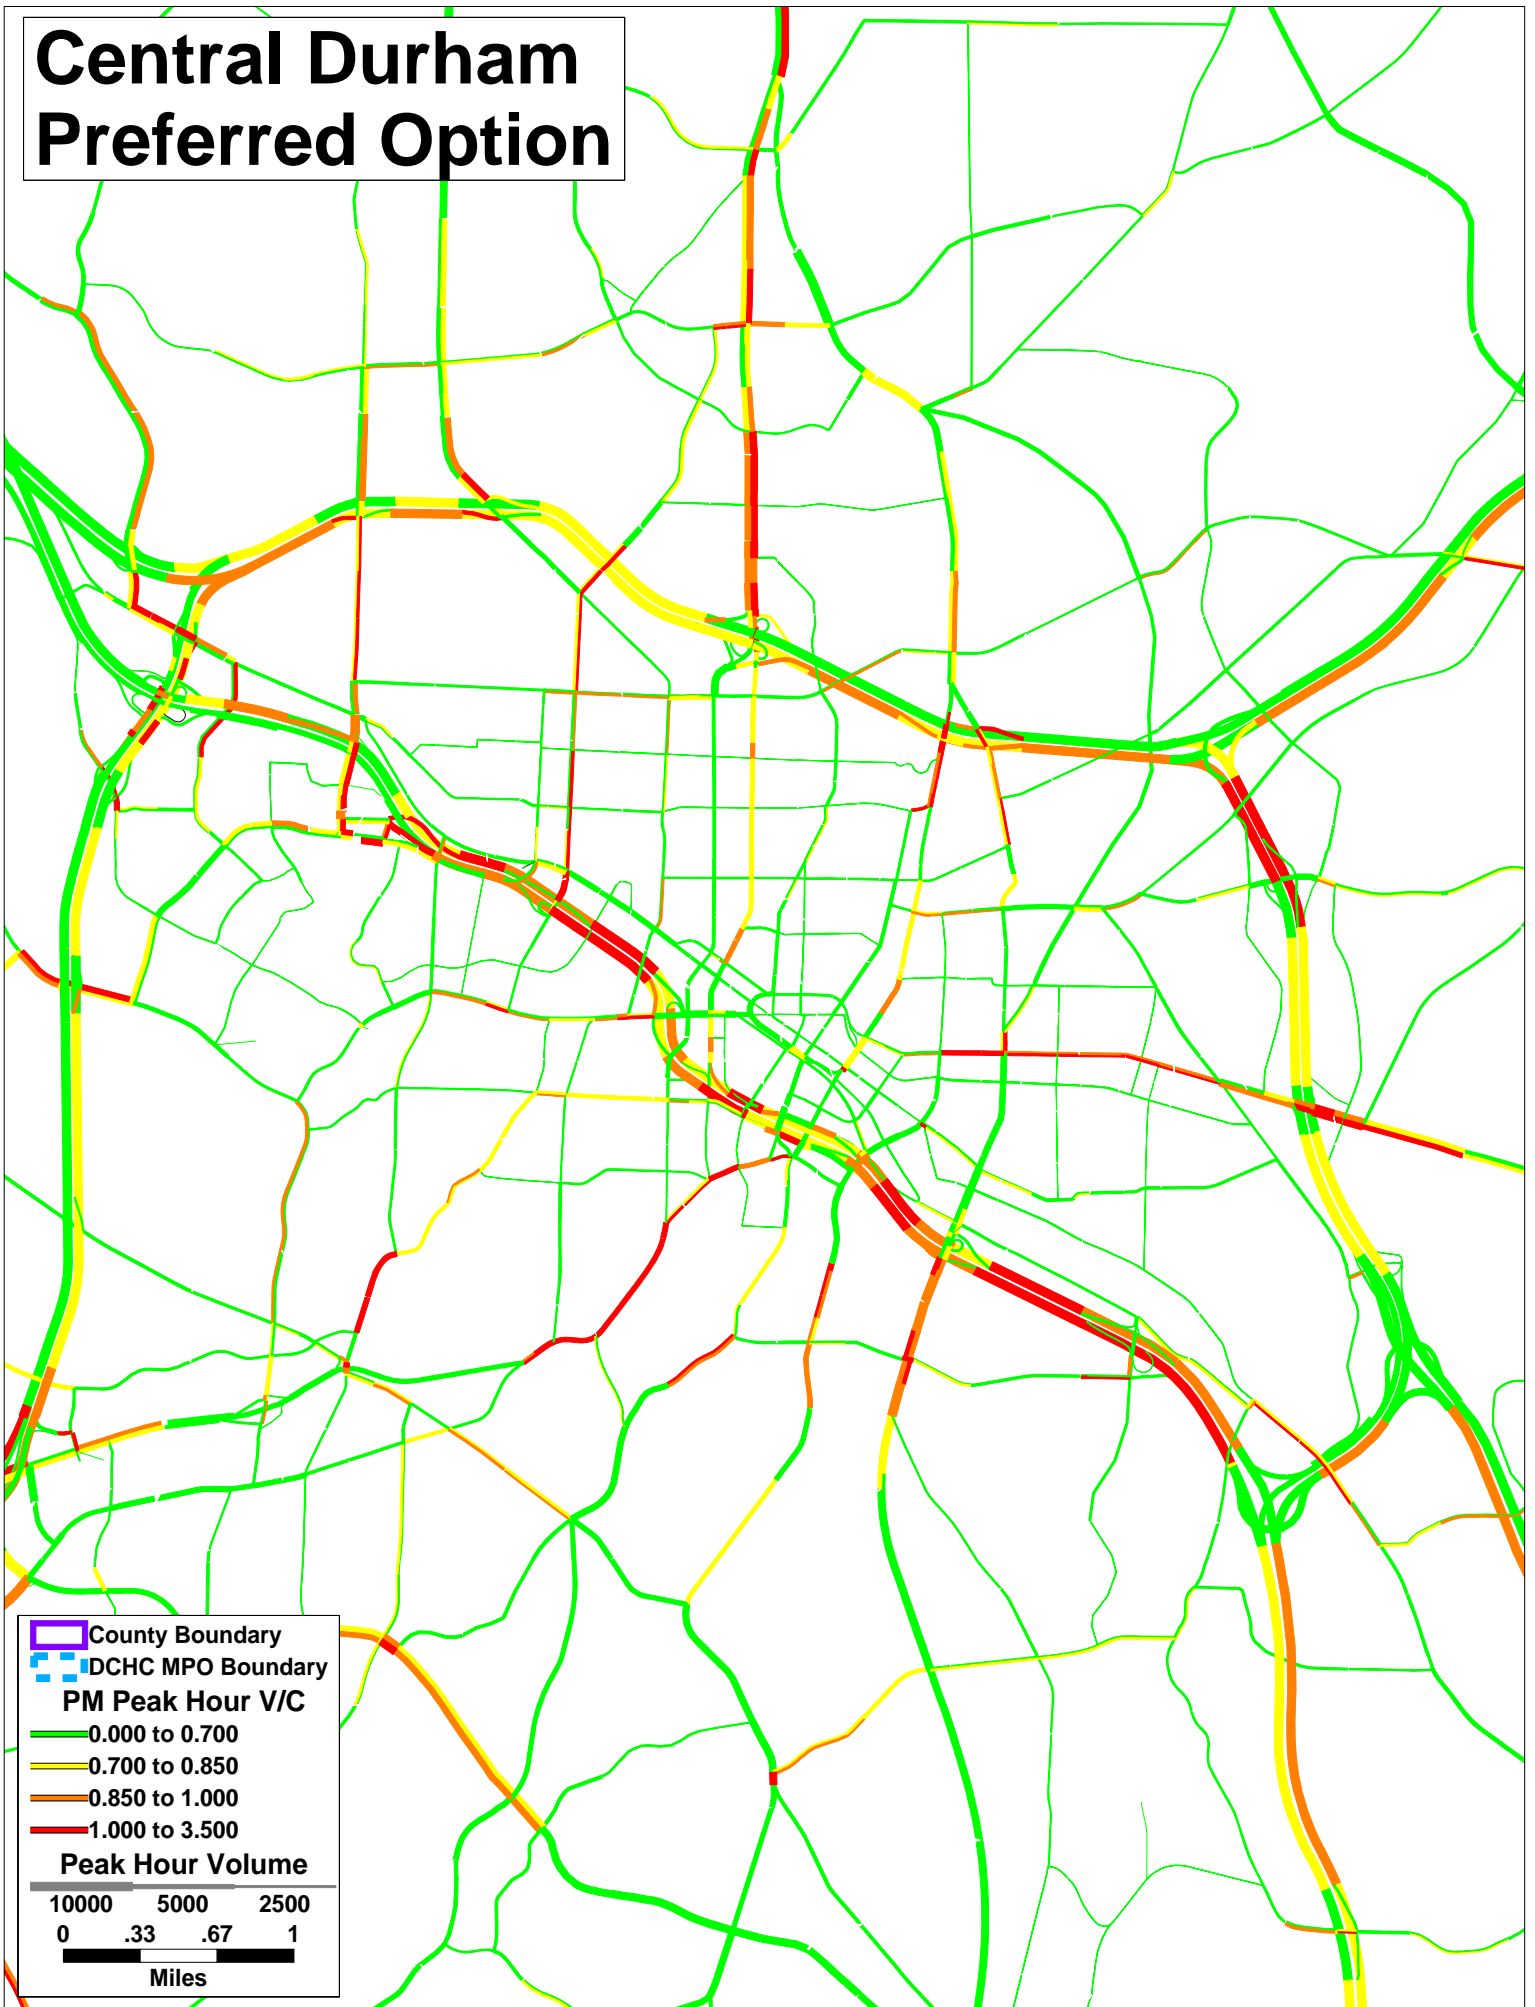 Central Durham
Preferred Option
County Boundary
DCHC MPO Boundary
PM Peak Hour V/C
0.000 to 0.700
0.700 to 0.850
0.850 to 1.000
1.000 to 3.500
Peak Hour Volume
10000 5000 2500
0 .33 .67 1
Miles